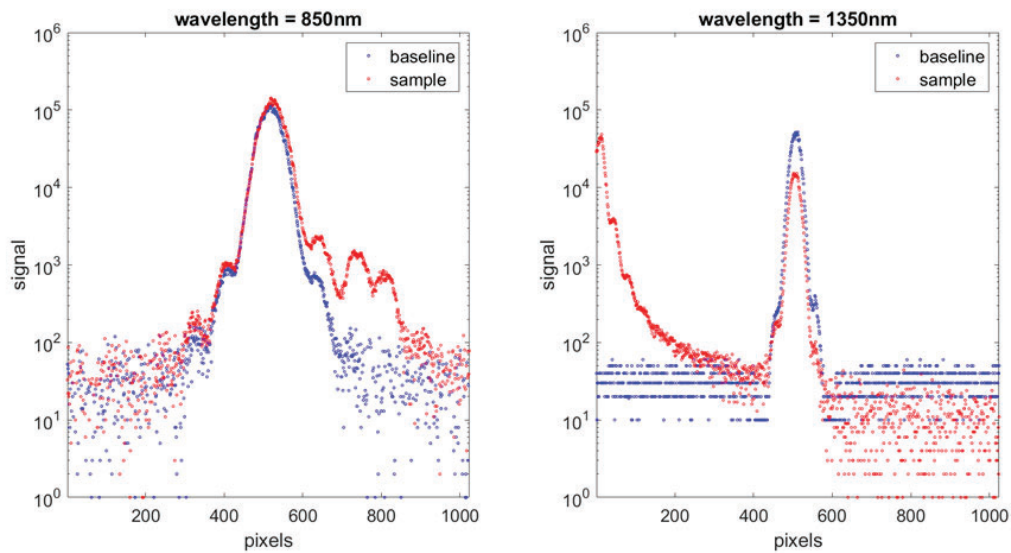 wavelength = 850nm
10^6
10^5
10^4
10^3
10^2
10^1
10^0
signal
baseline
sample
200 400 600 800 1000
pixels
wavelength = 1350nm
10^6
10^5
10^4
10^3
10^2
10^1
10^0
signal
baseline
sample
200 400 600 800 1000
pixels